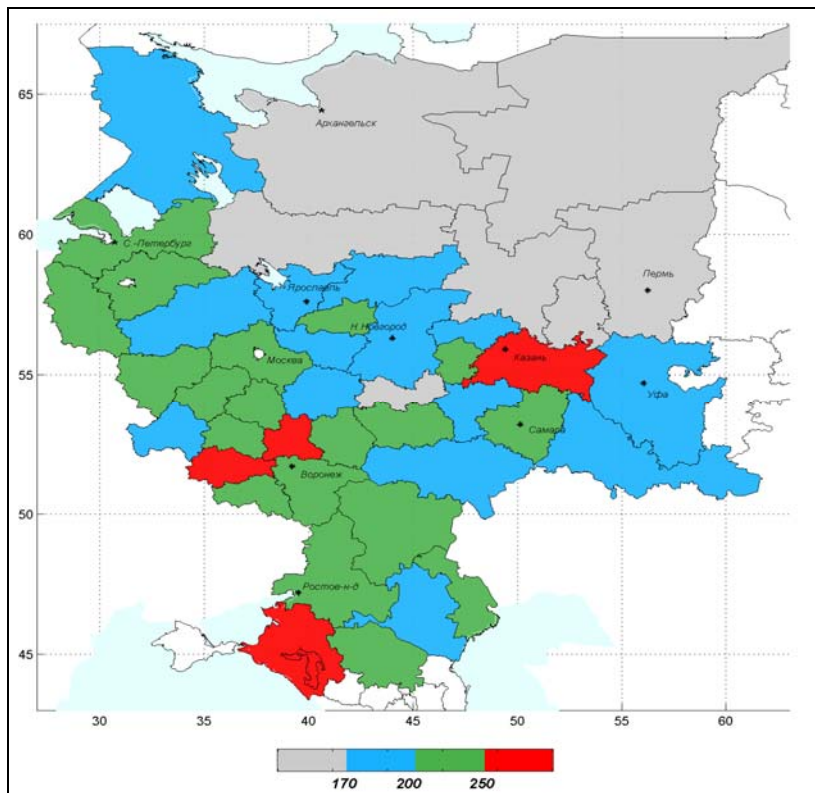 65
Архангельск
60
С.-Петербург
Пермь
Ярославль
Н.Новгород
55
Москва
Казань
Уфа
Самара
50
Воронеж
Ростов-н-д
45
30 35 40 45 50 55 60
170 200 250